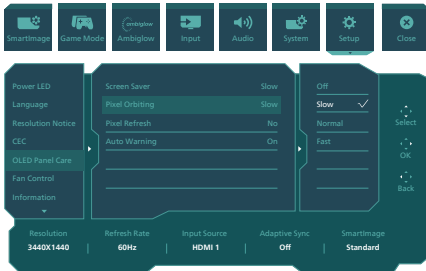 ambiglow
SmartImage Game Mode Ambiglow Input Audio System Setup Close
Power LED
Language
Resolution Notice
CEC
OLED Panel Care
Fan Control
Information
Screen Saver Slow
Pixel Orbiting Slow
Pixel Refresh No
Auto Warning On
Off
Slow
Normal
Fast
Select
OK
Back
Resolution Refresh Rate Input Source Adaptive Sync SmartImage
3440X1440 60Hz HDMI 1 Off Standard